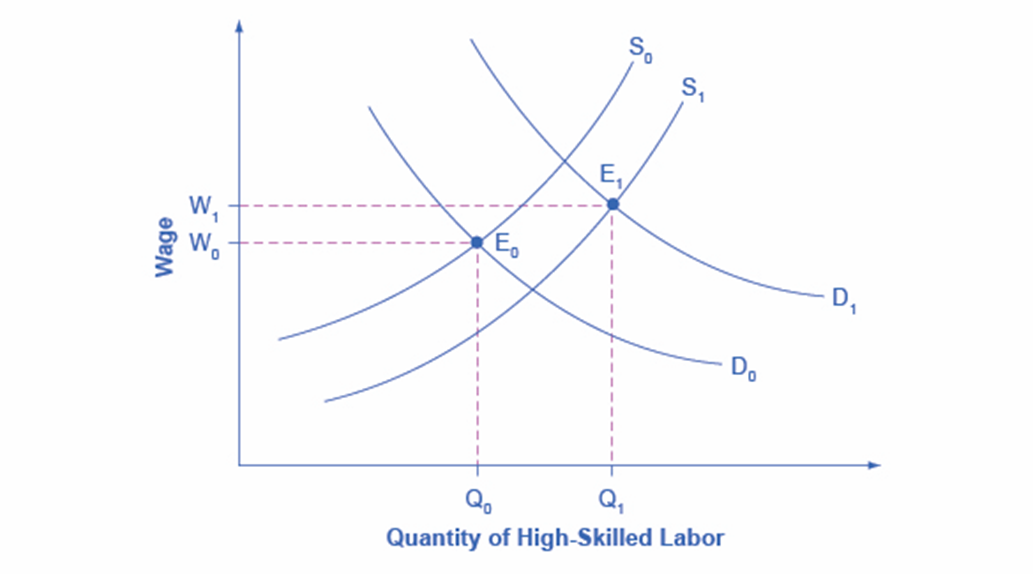 S₀
S₁
E₁
W₁
W₀
E₀
Wage
D₁
D₀
Q₀
Q₁
Quantity of High-Skilled Labor